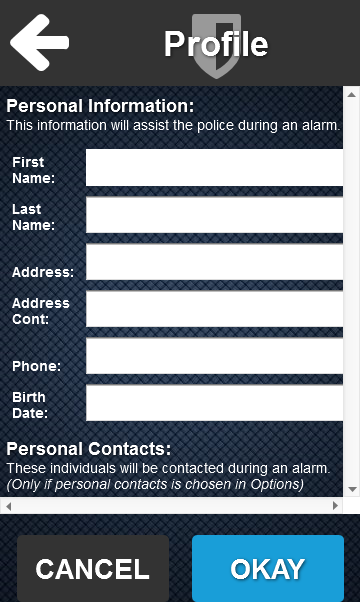 Profile
Personal Information:
This information will assist the police during an alarm.
First
Name:
Last
Name:
Address:
Address
Cont:
Phone:
Birth
Date:
Personal Contacts:
These individuals will be contacted during an alarm.
(Only if personal contacts is chosen in Options)
CANCEL OKAY